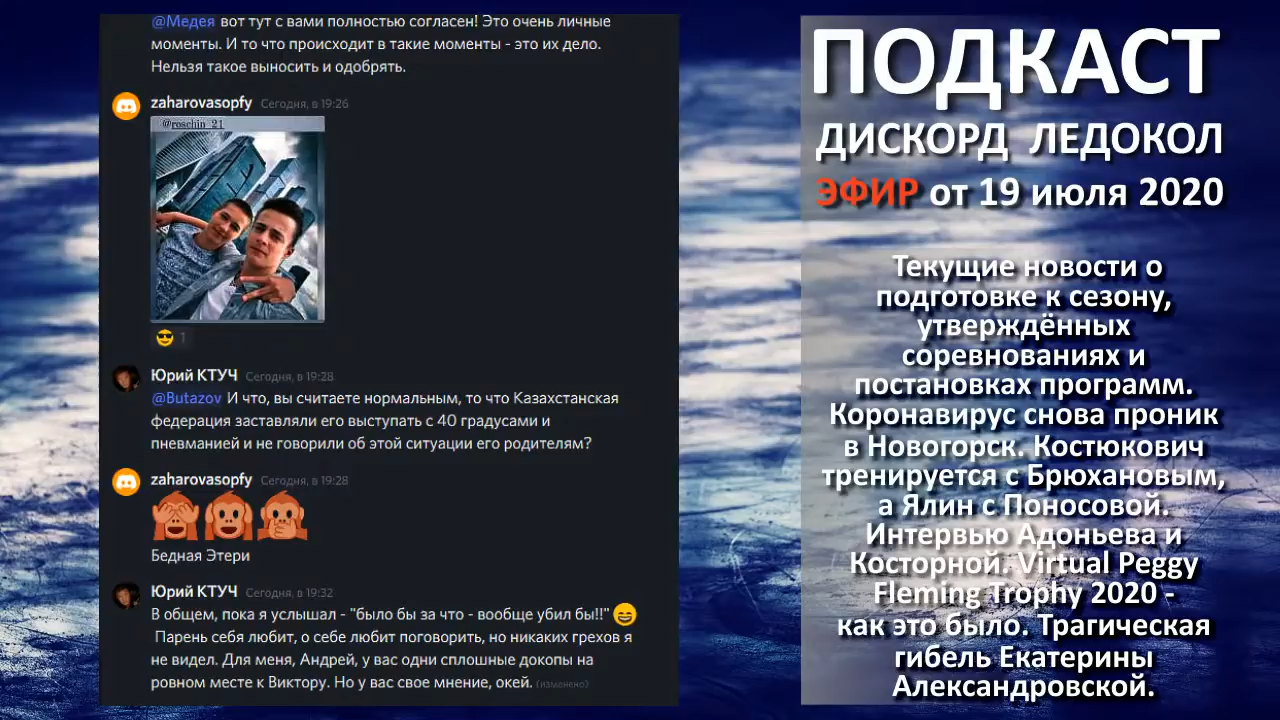 @Медея вот тут с вами полностью согласен! Это очень личные
моменты. И то что происходит в такие моменты - это их дело.
Нельзя такое выносить и одобрять.
zaharovasopfy Сегодня, в 19:26
@roschin_21
1
Юрий КТУЧ Сегодня, в 19:28
@Butazov И что, вы считаете нормальным, то что Казахстанская
федерация заставляли его выступать с 40 градусами и
пневманией и не говорили об этой ситуации его родителям?
zaharovasopfy Сегодня, в 19:28
Бедная Этери
Юрий КТУЧ Сегодня, в 19:32
В общем, пока я услышал - "было бы за что - вообще убил бы!!"
Парень себя любит, о себе любит поговорить, но никаких грехов я
не видел. Для меня, Андрей, у вас одни сплошные докопы на
ровном месте к Виктору. Но у вас свое мнение, окей. (изменено)
ПОДКАСТ
ДИСКОРД ЛЕДОКОЛ
ЭФИР от 19 июля 2020
Текущие новости о
подготовке к сезону,
утверждённых
соревнованиях и
постановках программ.
Коронавирус снова проник
в Новогорск. Костюкович
тренируется с Брюхановым,
а Ялин с Поносовой.
Интервью Адоньева и
Косторной. Virtual Peggy
Fleming Trophy 2020 -
как это было. Трагическая
гибель Екатерины
Александровской.